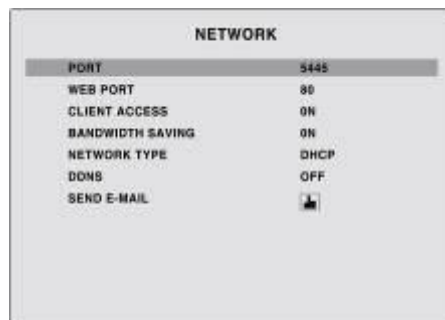 NETWORK
PORT 5445
WEB PORT 80
CLIENT ACCESS ON
BANDWIDTH SAVING ON
NETWORK TYPE DHCP
DDNS OFF
SEND E-MAIL